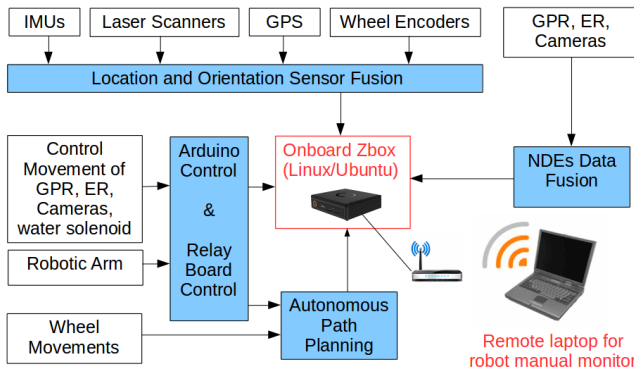 IMUs
Laser Scanners
GPS
Wheel Encoders
GPR, ER,
Cameras
Location and Orientation Sensor Fusion
Control
Movement of
GPR, ER,
Cameras,
water solenoid
Arduino
Control
&
Relay
Board
Control
Onboard Zbox
(Linux/Ubuntu)
NDEs Data
Fusion
Robotic Arm
Wheel
Movements
Autonomous
Path
Planning
Remote laptop for
robot manual monitor